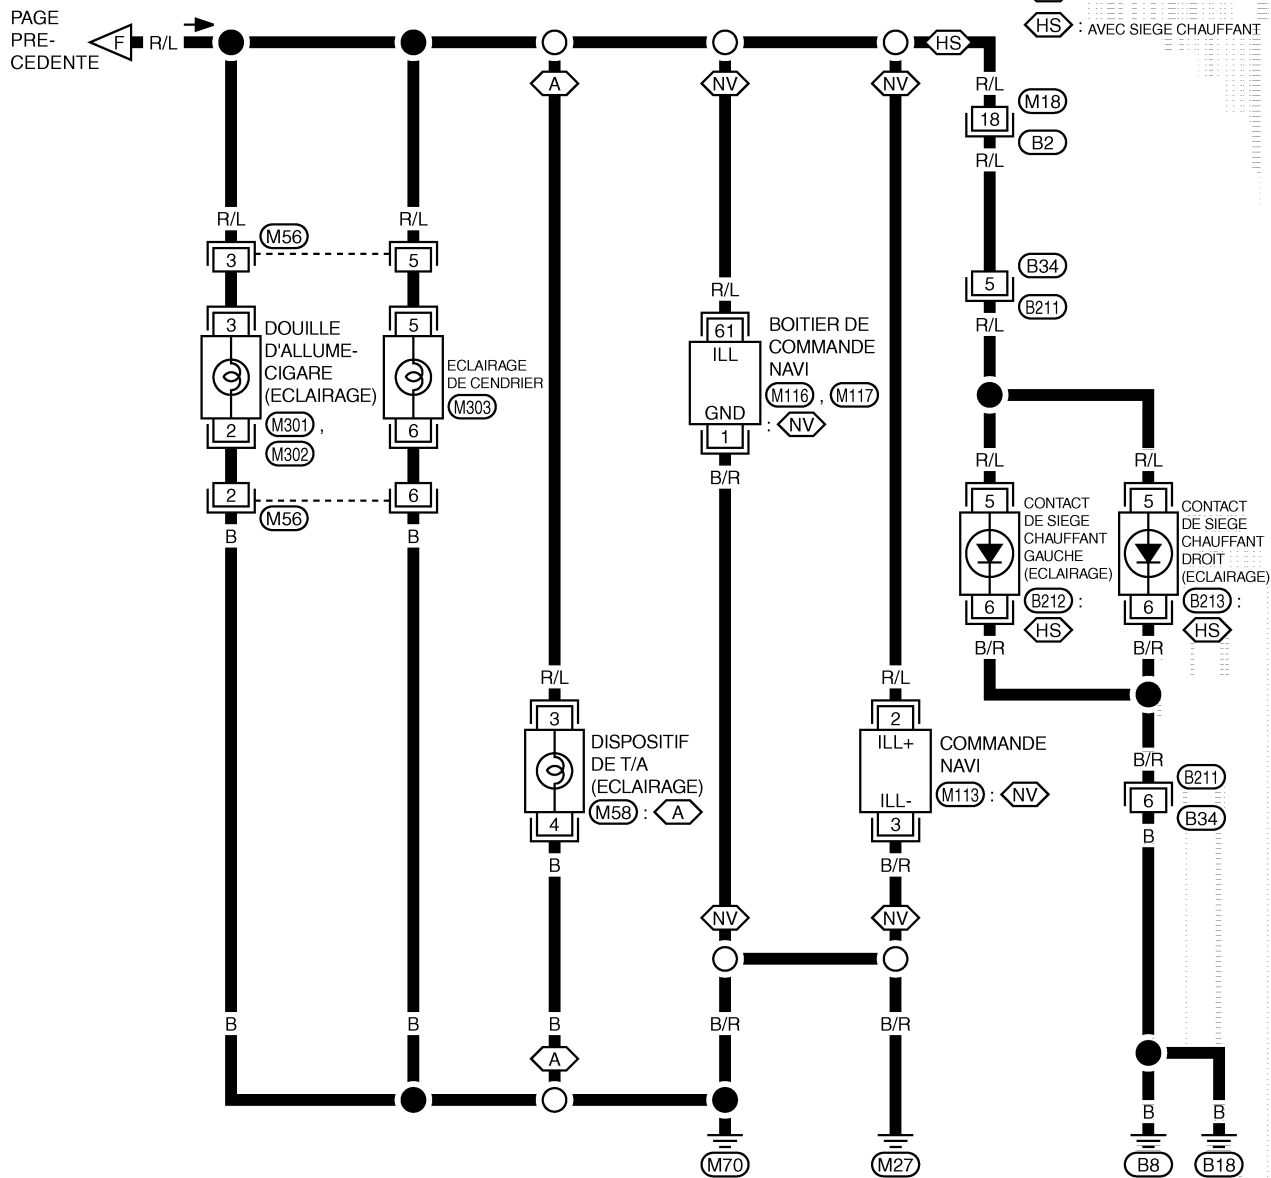 PAGE
PRE-
CEDENTE
F
R/L
HS
HS : AVEC SIEGE CHAUFFANT
A
NV
NV
R/L
18
M18
B2
R/L
R/L
R/L
M56
3
5
5
B34
B211
R/L
R/L
3
DOUILLE
D'ALLUME-
CIGARE
(ECLAIRAGE)
M301 ,
M302
2
5
ECLAIRAGE
DE CENDRIER
M303
6
61
ILL
GND
1
BOITIER DE
COMMANDE
NAVI
M116 , M117
: NV
B/R
2
6
M56
B
B
R/L
R/L
5
CONTACT
DE SIEGE
CHAUFFANT
GAUCHE
(ECLAIRAGE)
B212 :
HS
6
B/R
5
CONTACT
DE SIEGE
CHAUFFANT
DROIT
(ECLAIRAGE)
B213 :
HS
6
B/R
R/L
3
DISPOSITIF
DE T/A
(ECLAIRAGE)
M58 : A
4
B
R/L
2
ILL+
ILL-
3
COMMANDE
NAVI
M113 : NV
B/R
B/R
B211
6
B34
B
NV
NV
B
B
B
B/R
B/R
A
B
B
M70
M27
B8
B18